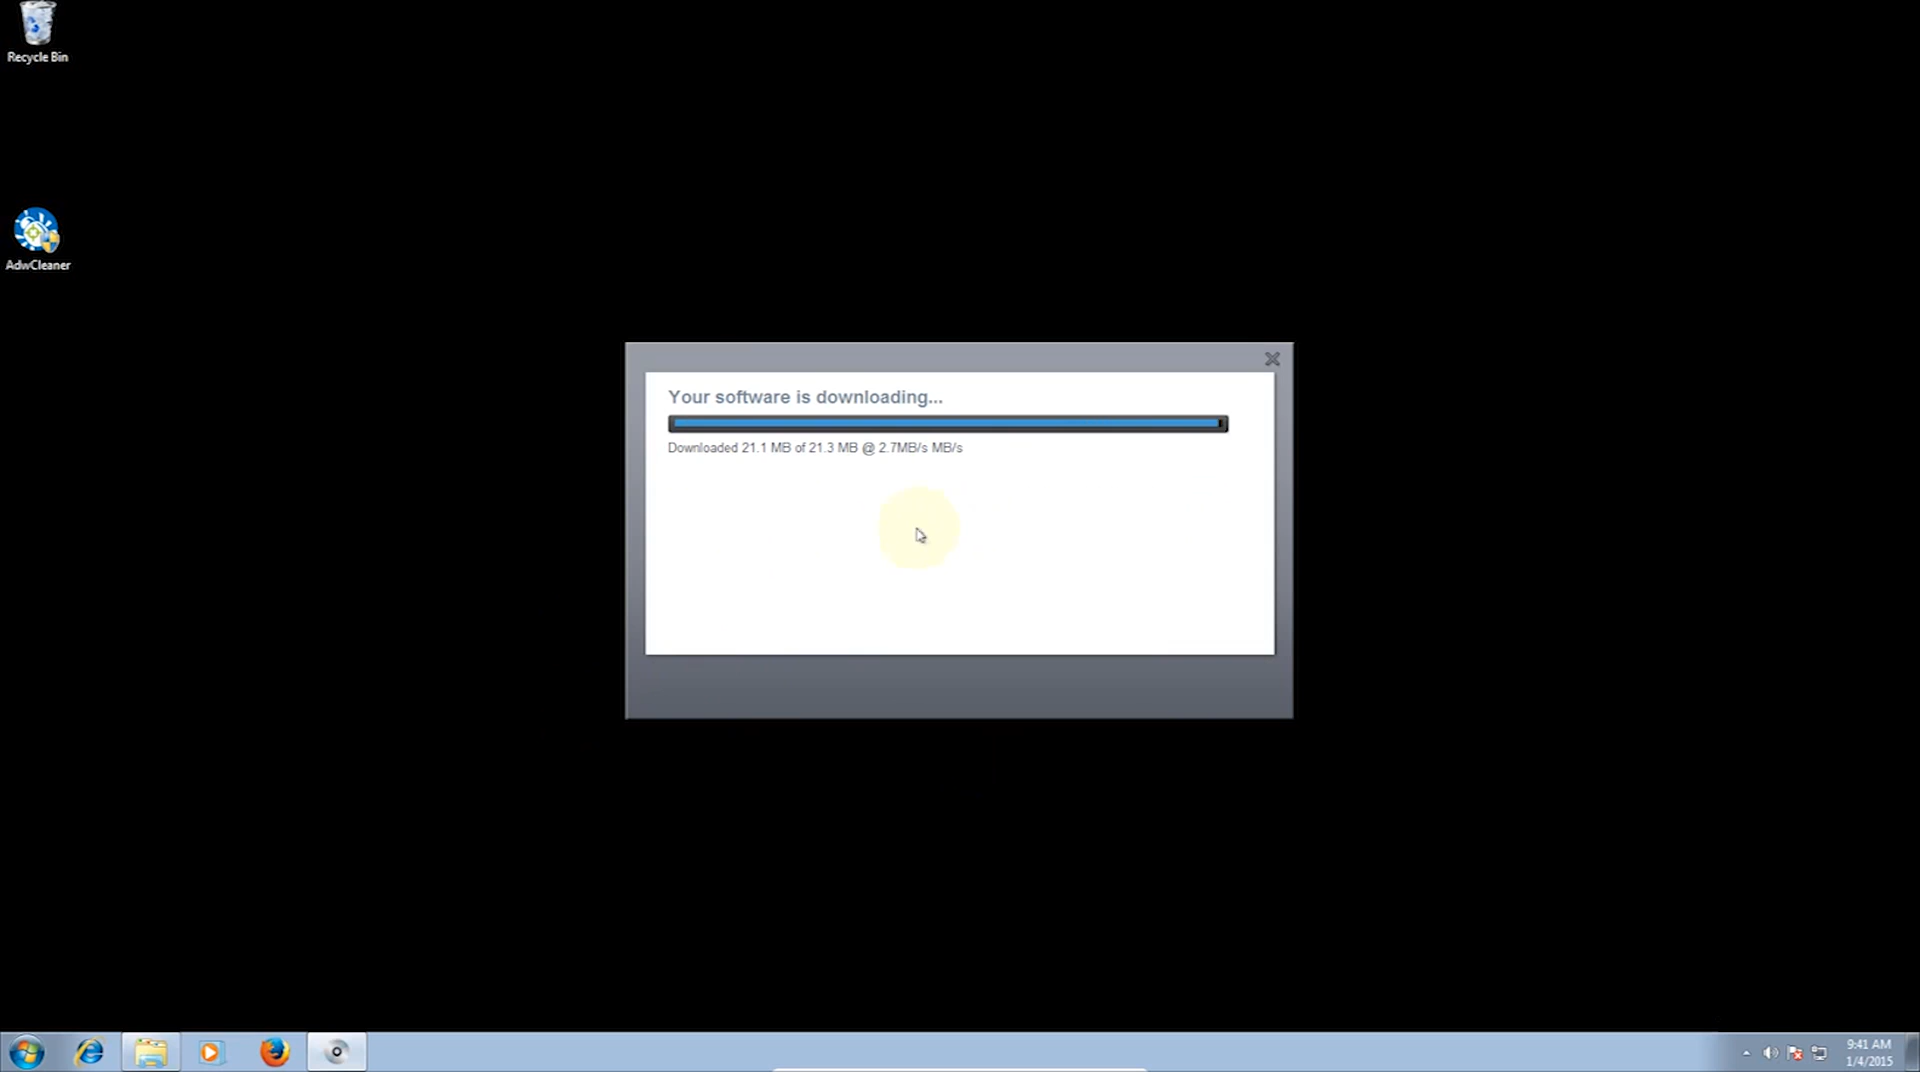 Recycle Bin
AdwCleaner
Your software is downloading...
Downloaded 21.1 MB of 21.3 MB @ 2.7MB/s MB/s
9:41 AM
1/4/2015